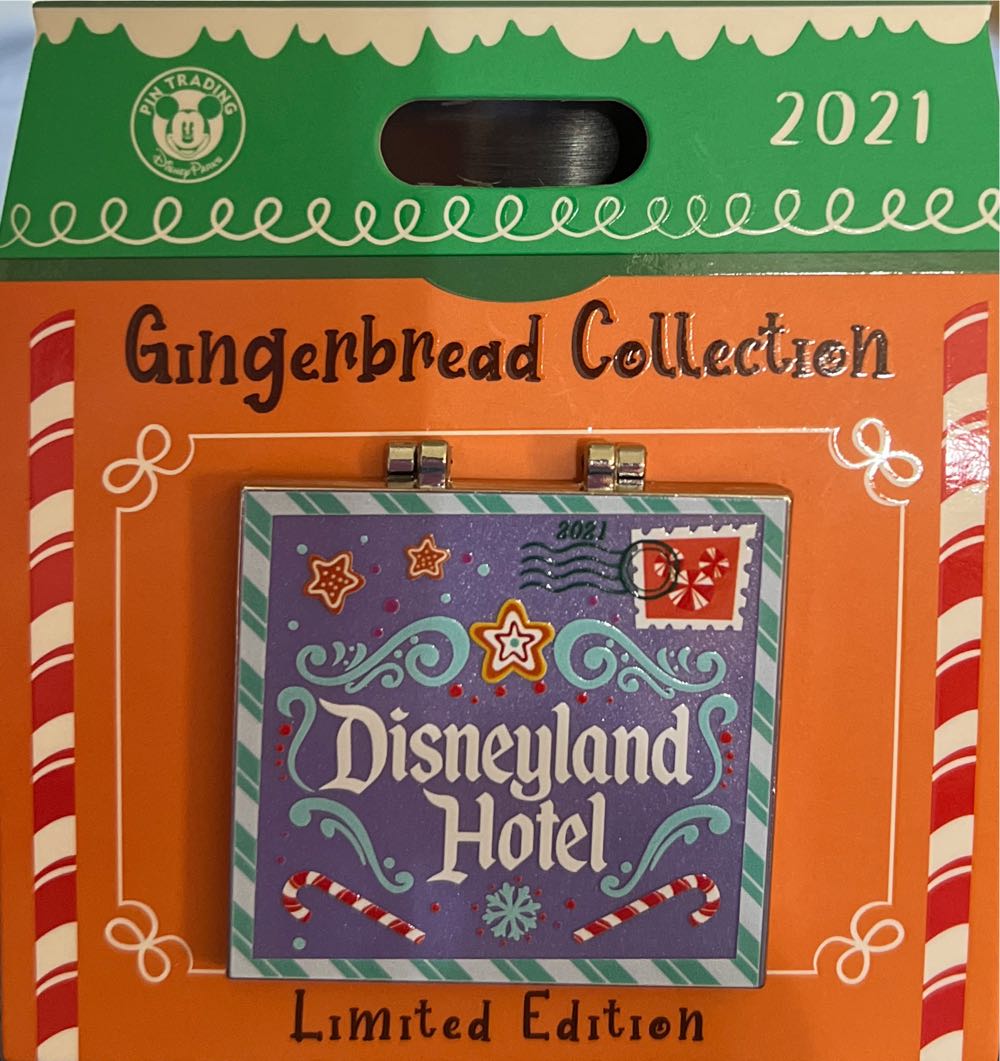 PIN TRADING
Disney Parks
2021
Gingerbread Collection
2021
Disneyland
Hotel
Limited Edition